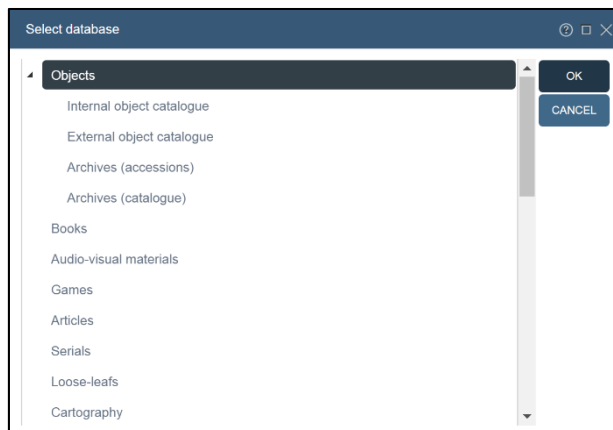 Select database
Objects
OK
Internal object catalogue
CANCEL
External object catalogue
Archives (accessions)
Archives (catalogue)
Books
Audio-visual materials
Games
Articles
Serials
Loose-leafs
Cartography